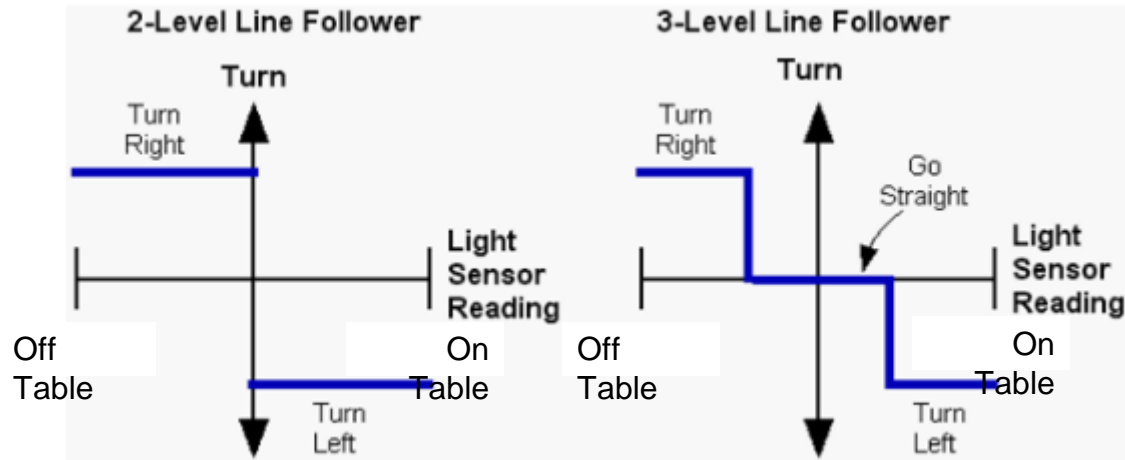 2-Level Line Follower
Turn
Turn
Right
Light
Sensor
Reading
Off
Table
On
Table
Turn
Left
3-Level Line Follower
Turn
Turn
Right
Go
Straight
Light
Sensor
Reading
Off
Table
On
Table
Turn
Left